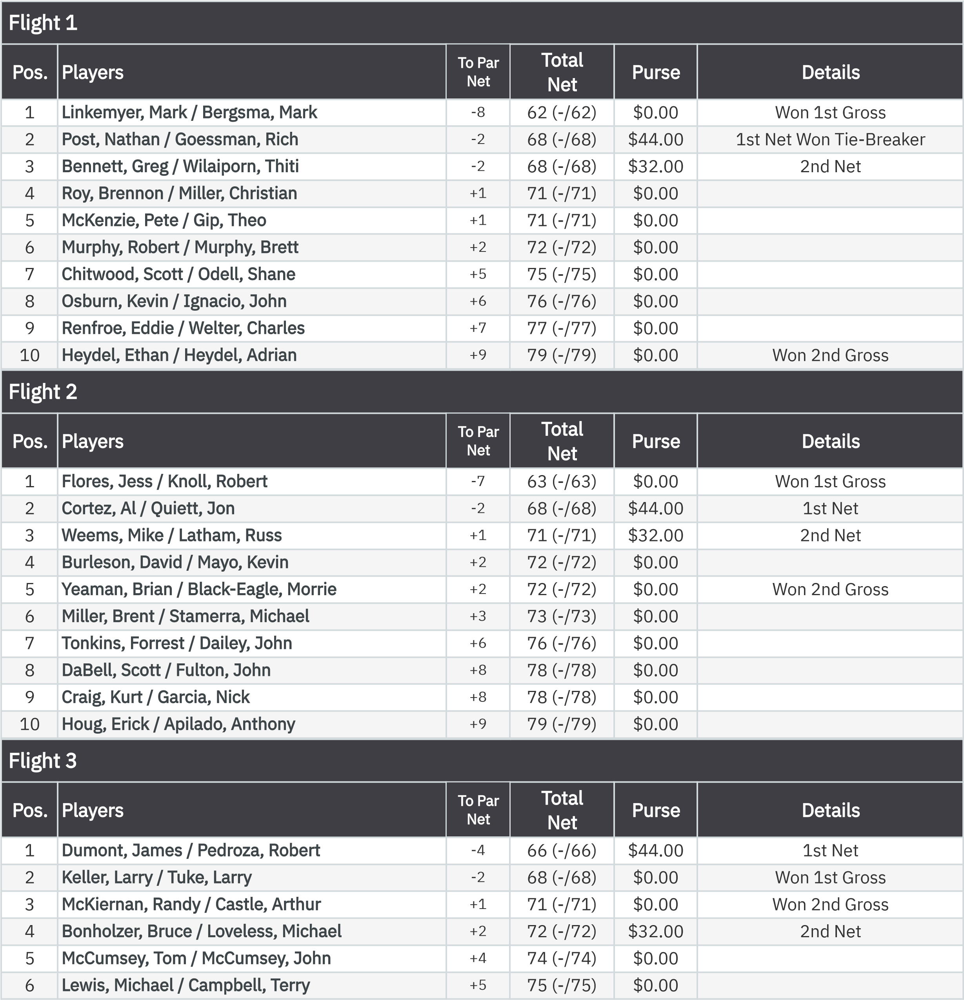 Flight 1
Pos. Players To Par Net Total Net Purse Details
1 Linkemyer, Mark / Bergsma, Mark -8 62 (-/62) $0.00 Won 1st Gross
2 Post, Nathan / Goessman, Rich -2 68 (-/68) $44.00 1st Net Won Tie-Breaker
3 Bennett, Greg / Wilaiporn, Thiti -2 68 (-/68) $32.00 2nd Net
4 Roy, Brennon / Miller, Christian +1 71 (-/71) $0.00
5 McKenzie, Pete / Gip, Theo +1 71 (-/71) $0.00
6 Murphy, Robert / Murphy, Brett +2 72 (-/72) $0.00
7 Chitwood, Scott / Odell, Shane +5 75 (-/75) $0.00
8 Osburn, Kevin / Ignacio, John +6 76 (-/76) $0.00
9 Renfroe, Eddie / Welter, Charles +7 77 (-/77) $0.00
10 Heydel, Ethan / Heydel, Adrian +9 79 (-/79) $0.00 Won 2nd Gross
Flight 2
Pos. Players To Par Net Total Net Purse Details
1 Flores, Jess / Knoll, Robert -7 63 (-/63) $0.00 Won 1st Gross
2 Cortez, Al / Quiett, Jon -2 68 (-/68) $44.00 1st Net
3 Weems, Mike / Latham, Russ +1 71 (-/71) $32.00 2nd Net
4 Burleson, David / Mayo, Kevin +2 72 (-/72) $0.00
5 Yeaman, Brian / Black-Eagle, Morrie +2 72 (-/72) $0.00 Won 2nd Gross
6 Miller, Brent / Stamerra, Michael +3 73 (-/73) $0.00
7 Tonkins, Forrest / Dailey, John +6 76 (-/76) $0.00
8 DaBell, Scott / Fulton, John +8 78 (-/78) $0.00
9 Craig, Kurt / Garcia, Nick +8 78 (-/78) $0.00
10 Houg, Erick / Apilado, Anthony +9 79 (-/79) $0.00
Flight 3
Pos. Players To Par Net Total Net Purse Details
1 Dumont, James / Pedroza, Robert -4 66 (-/66) $44.00 1st Net
2 Keller, Larry / Tuke, Larry -2 68 (-/68) $0.00 Won 1st Gross
3 McKiernan, Randy / Castle, Arthur +1 71 (-/71) $0.00 Won 2nd Gross
4 Bonholzer, Bruce / Loveless, Michael +2 72 (-/72) $32.00 2nd Net
5 McCumsey, Tom / McCumsey, John +4 74 (-/74) $0.00
6 Lewis, Michael / Campbell, Terry +5 75 (-/75) $0.00